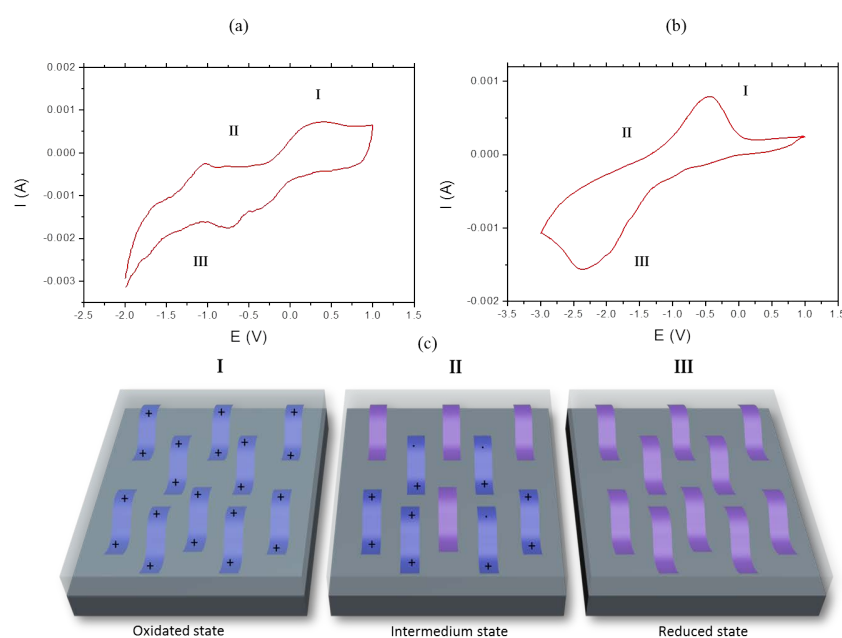 (a)
(b)
0.002
0.001
0.000
-0.001
-0.002
-0.003
I (A)
I
II
III
-2.5 -2.0 -1.5 -1.0 -0.5 0.0 0.5 1.0 1.5
E (V)
0.001
0.000
-0.001
-0.002
I (A)
I
II
III
-3.5 -3.0 -2.5 -2.0 -1.5 -1.0 -0.5 0.0 0.5 1.0 1.5
E (V)
(c)
I II III
Oxidated state Intermedium state Reduced state